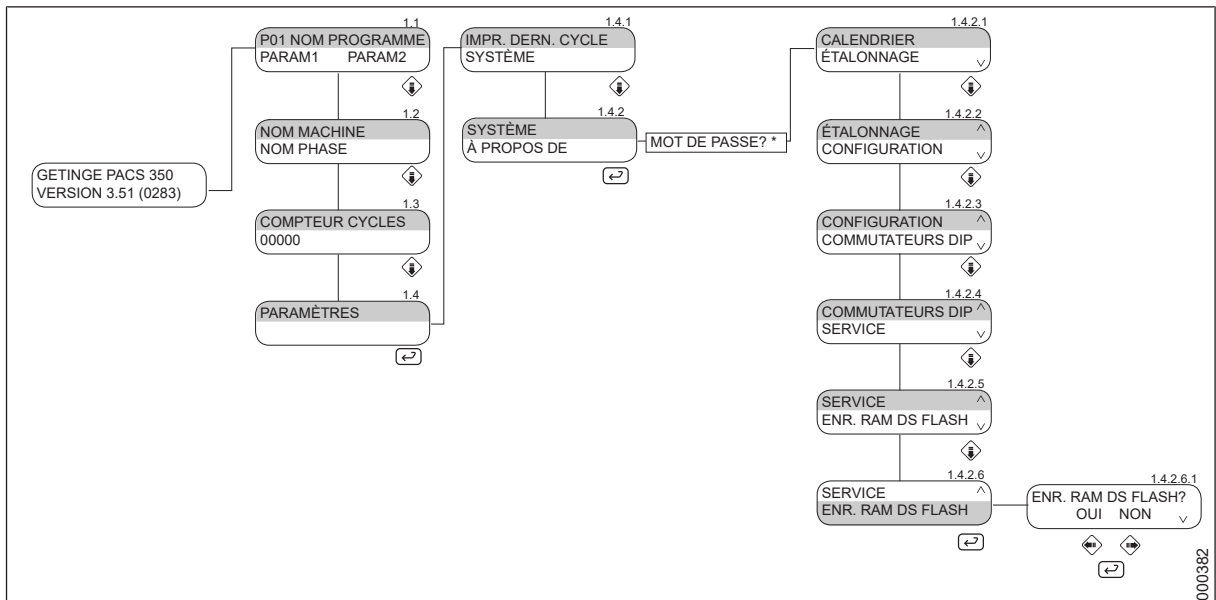 GETINGE PACS 350
VERSION 3.51 (0283)
1.1
P01 NOM PROGRAMME
PARAM1 PARAM2
1.2
NOM MACHINE
NOM PHASE
1.3
COMPTEUR CYCLES
00000
1.4
PARAMÈTRES
1.4.1
IMPR. DERN. CYCLE
SYSTÈME
1.4.2
SYSTÈME
À PROPOS DE
MOT DE PASSE? *
1.4.2.1
CALENDRIER
ÉTALONNAGE
1.4.2.2
ÉTALONNAGE
CONFIGURATION
1.4.2.3
CONFIGURATION
COMMUTATEURS DIP
1.4.2.4
COMMUTATEURS DIP
SERVICE
1.4.2.5
SERVICE
ENR. RAM DS FLASH
1.4.2.6
SERVICE
ENR. RAM DS FLASH
1.4.2.6.1
ENR. RAM DS FLASH?
OUI NON
000382